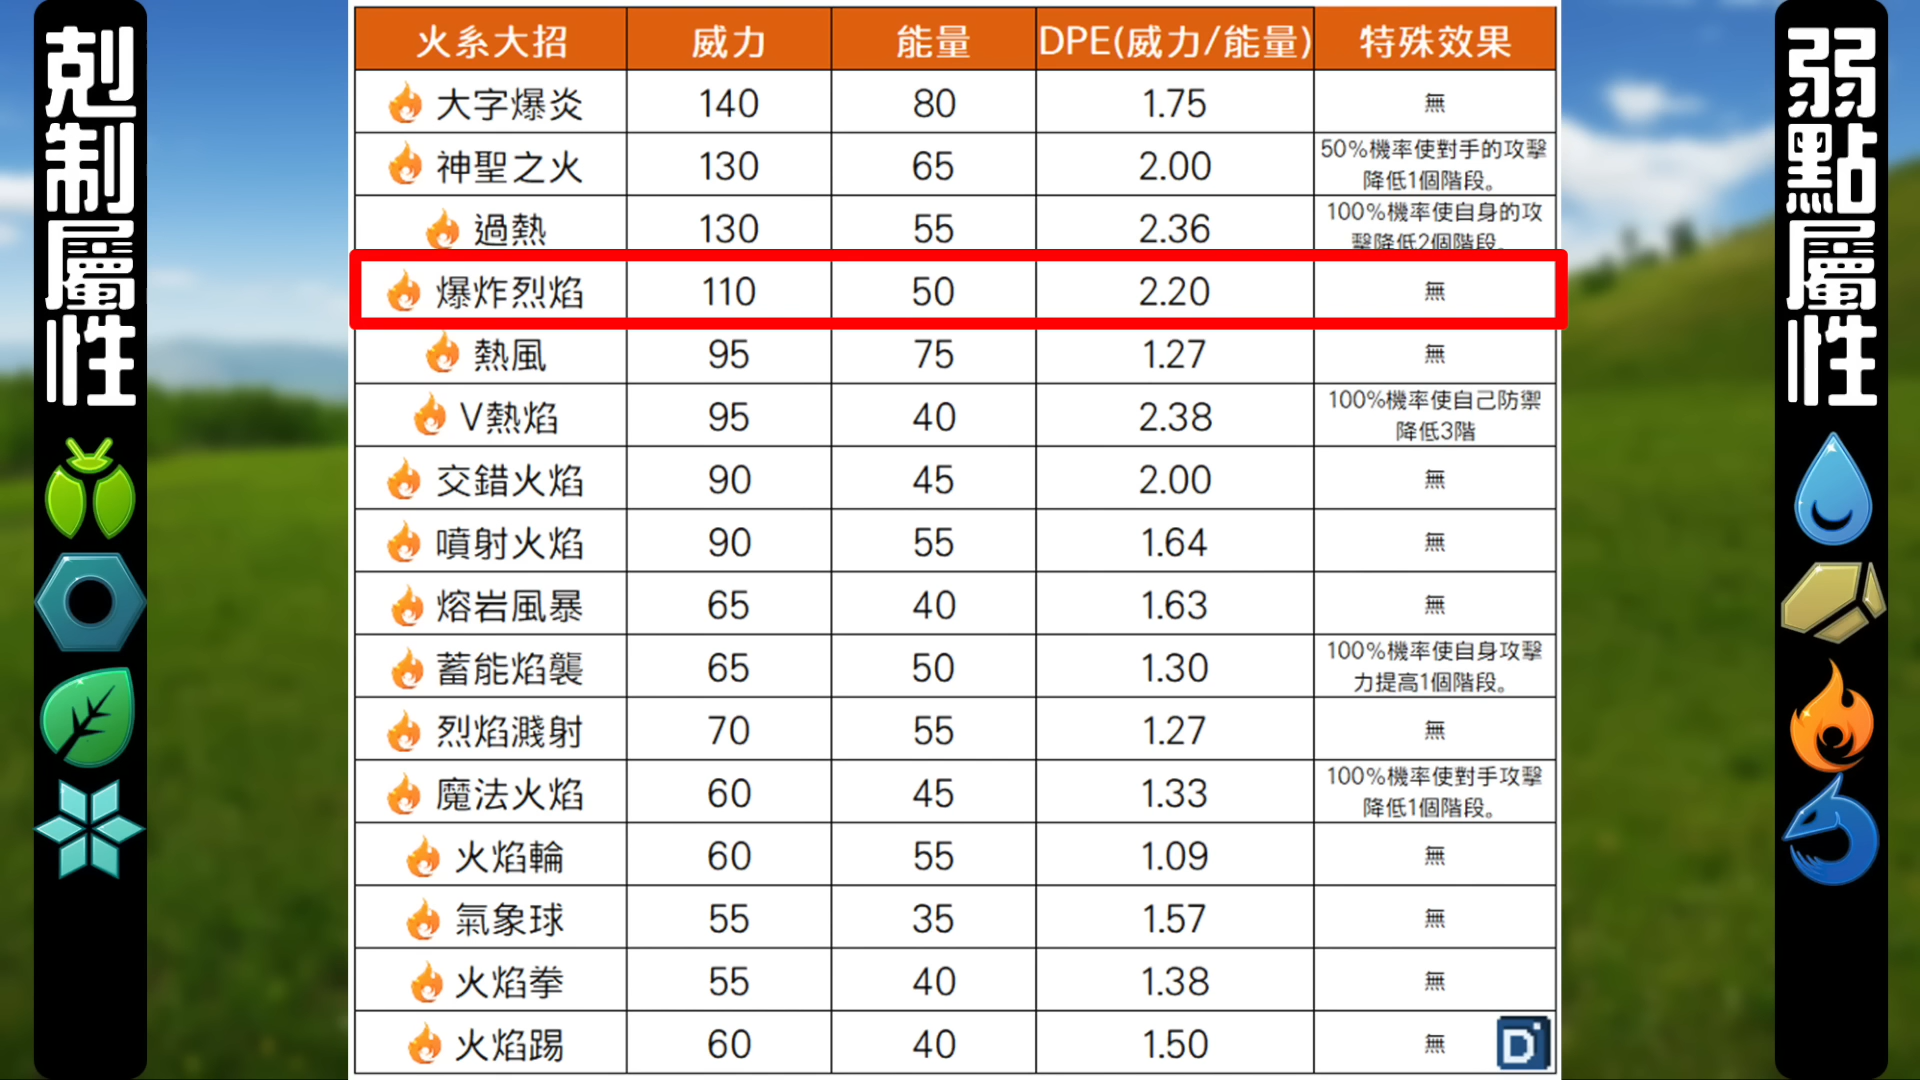 剋制屬性
火系大招 威力 能量 DPE(威力/能量) 特殊效果
大字爆炎 140 80 1.75 無
神聖之火 130 65 2.00 50%機率使對手的攻擊
降低1個階段。
過熱 130 55 2.36 100%機率使自身的攻
擊降低2個階段。
爆炸烈焰 110 50 2.20 無
熱風 95 75 1.27 無
V熱焰 95 40 2.38 100%機率使自己防禦
降低3階
交錯火焰 90 45 2.00 無
噴射火焰 90 55 1.64 無
熔岩風暴 65 40 1.63 無
蓄能焰襲 65 50 1.30 100%機率使自身攻擊
力提高1個階段。
烈焰濺射 70 55 1.27 無
魔法火焰 60 45 1.33 100%機率使對手攻擊
降低1個階段。
火焰輪 60 55 1.09 無
氣象球 55 35 1.57 無
火焰拳 55 40 1.38 無
火焰踢 60 40 1.50 無
D
弱點屬性